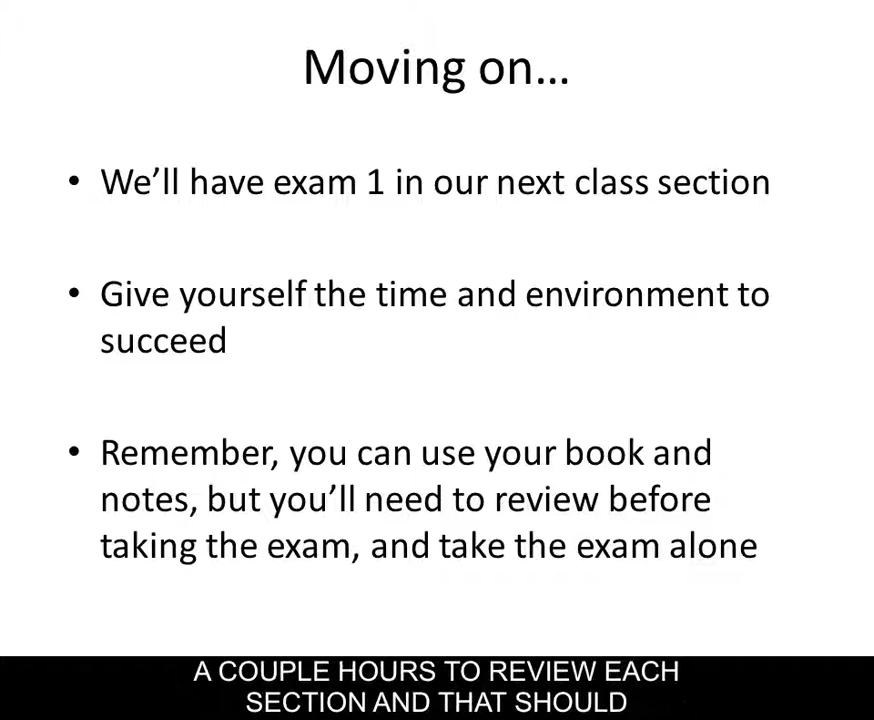 Moving on…
• We’ll have exam 1 in our next class section
• Give yourself the time and environment to
succeed
• Remember, you can use your book and
notes, but you’ll need to review before
taking the exam, and take the exam alone
A COUPLE HOURS TO REVIEW EACH
SECTION AND THAT SHOULD